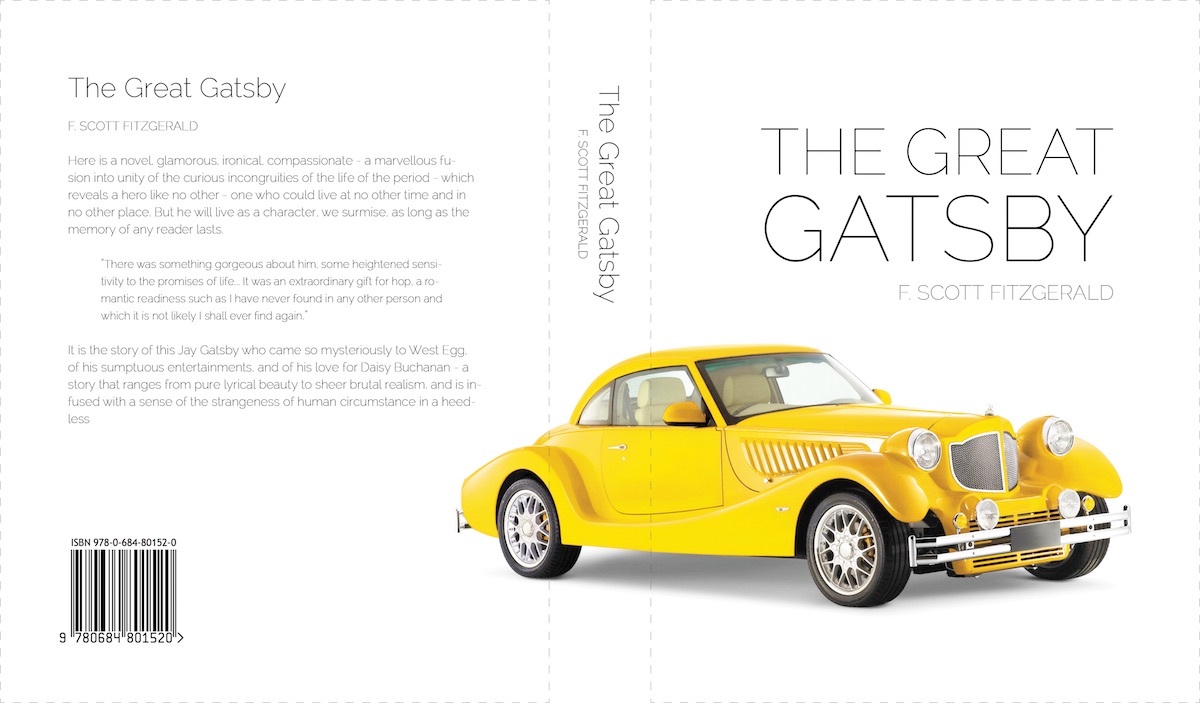 The Great Gatsby
F. SCOTT FITZGERALD
Here is a novel, glamorous, ironical, compassionate - a marvellous fu-
sion into unity of the curious incongruities of the life of the period - which
reveals a hero like no other - one who could live at no other time and in
no other place. But he will live as a character, we surmise, as long as the
memory of any reader lasts.
"There was something gorgeous about him, some heightened sensi-
tivity to the promises of life... It was an extraordinary gift for hop, a ro-
mantic readiness such as I have never found in any other person and
which it is not likely I shall ever find again."
It is the story of this Jay Gatsby who came so mysteriously to West Egg,
of his sumptuous entertainments, and of his love for Daisy Buchanan - a
story that ranges from pure lyrical beauty to sheer brutal realism, and is in-
fused with a sense of the strangeness of human circumstance in a heed-
less
ISBN 978-0-684-80152-0
9 780684 801520 >
The Great Gatsby
F. SCOTT FITZGERALD
THE GREAT
GATSBY
F. SCOTT FITZGERALD